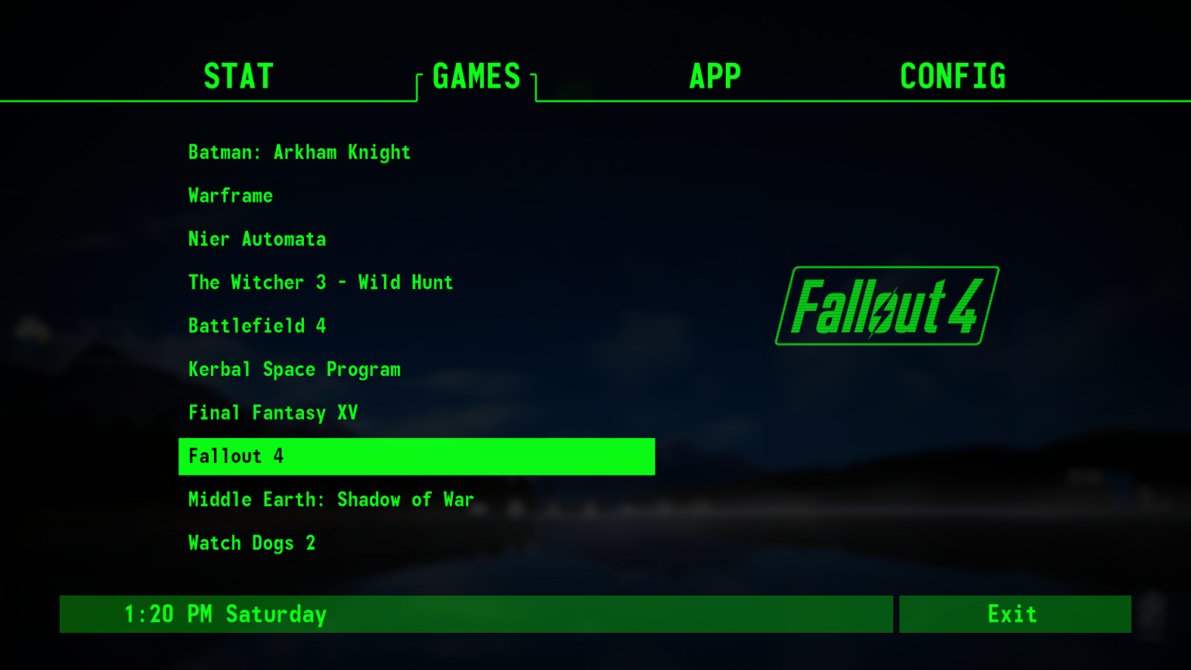 STAT GAMES APP CONFIG
Batman: Arkham Knight
Warframe
Nier Automata
The Witcher 3 - Wild Hunt
Battlefield 4
Kerbal Space Program
Final Fantasy XV
Fallout 4
Middle Earth: Shadow of War
Watch Dogs 2
Fallout 4
1:20 PM Saturday
Exit